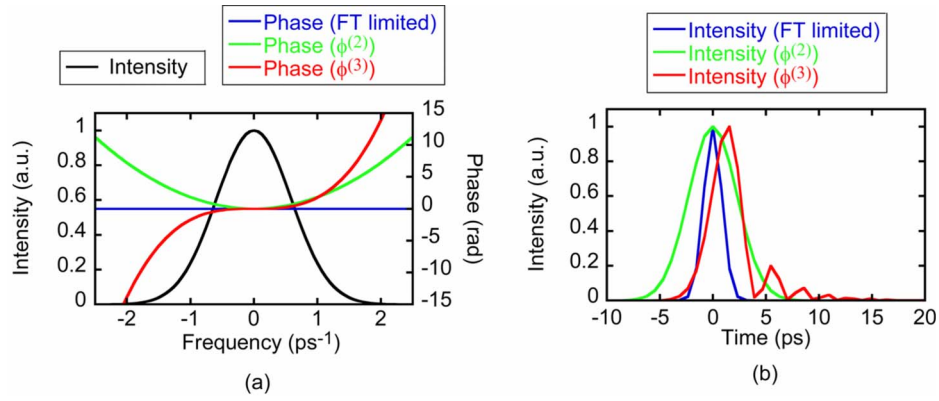 Phase (FT limited)
Phase (ϕ(2))
Phase (ϕ(3))
Intensity
Intensity (FT limited)
Intensity (ϕ(2))
Intensity (ϕ(3))
1
0.8
0.6
0.4
0.2
0
Intensity (a.u.)
15
10
5
0
-5
-10
-15
Phase (rad)
-2 -1 0 1 2
Frequency (ps-1)
(a)
1
0.8
0.6
0.4
0.2
0
Intensity (a.u.)
-10 -5 0 5 10 15 20
Time (ps)
(b)